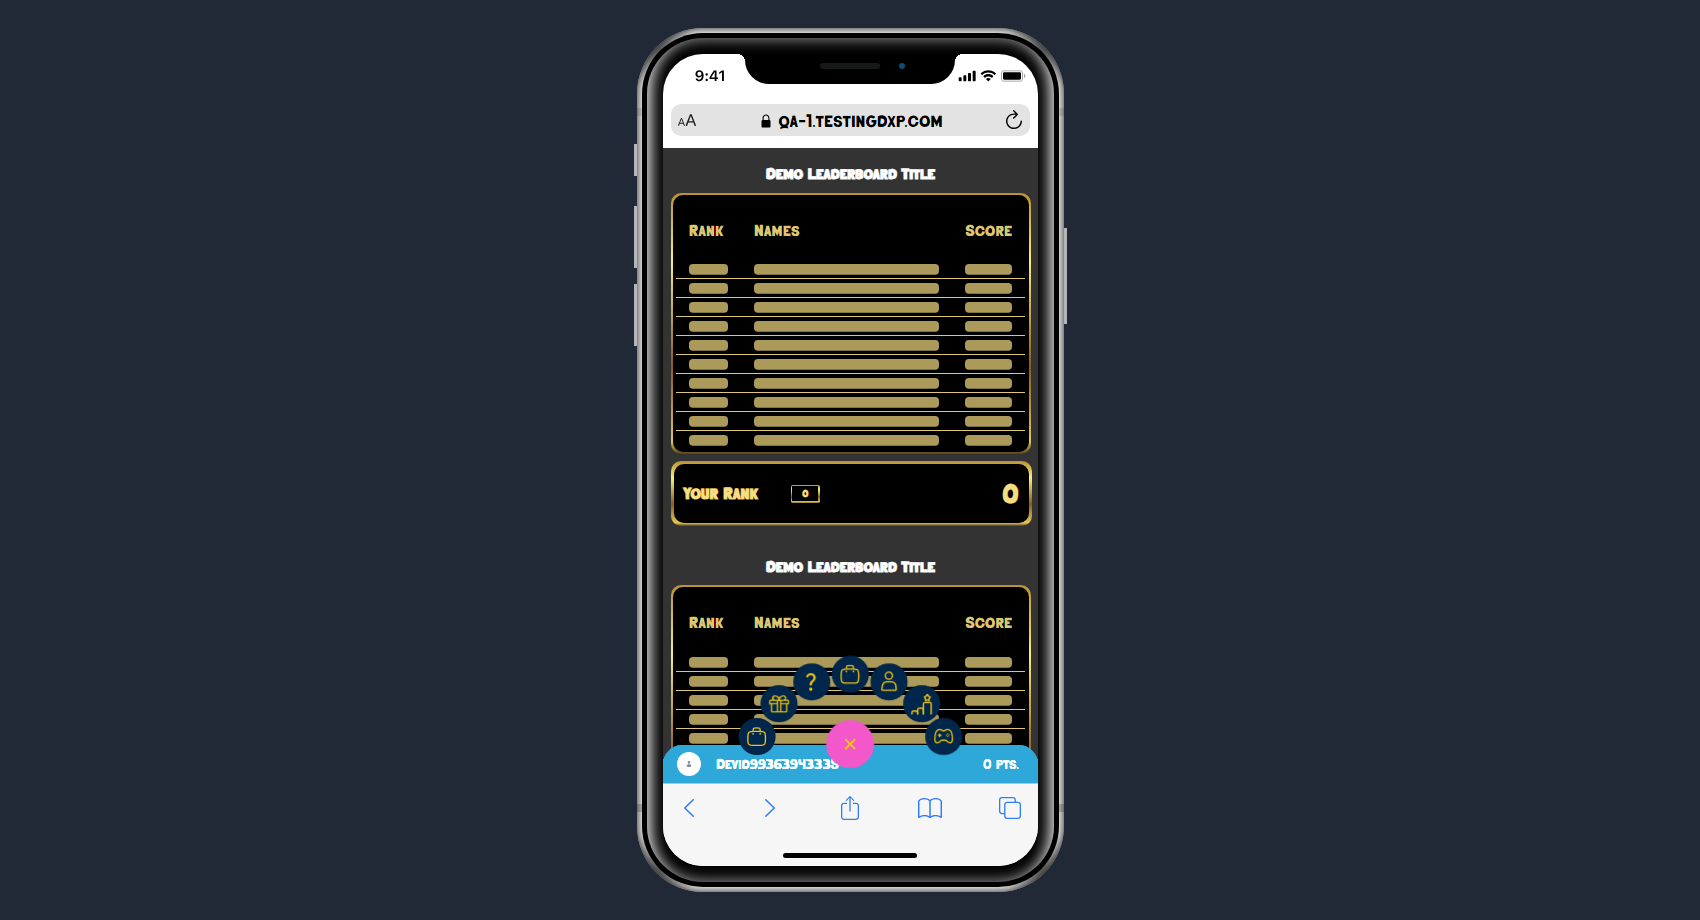 9:41
AA QA-1.TESTINGDXP.COM
Demo Leaderboard Title
Rank Names Score
Your Rank 0 0
Demo Leaderboard Title
Rank Names Score
?
0 pts.